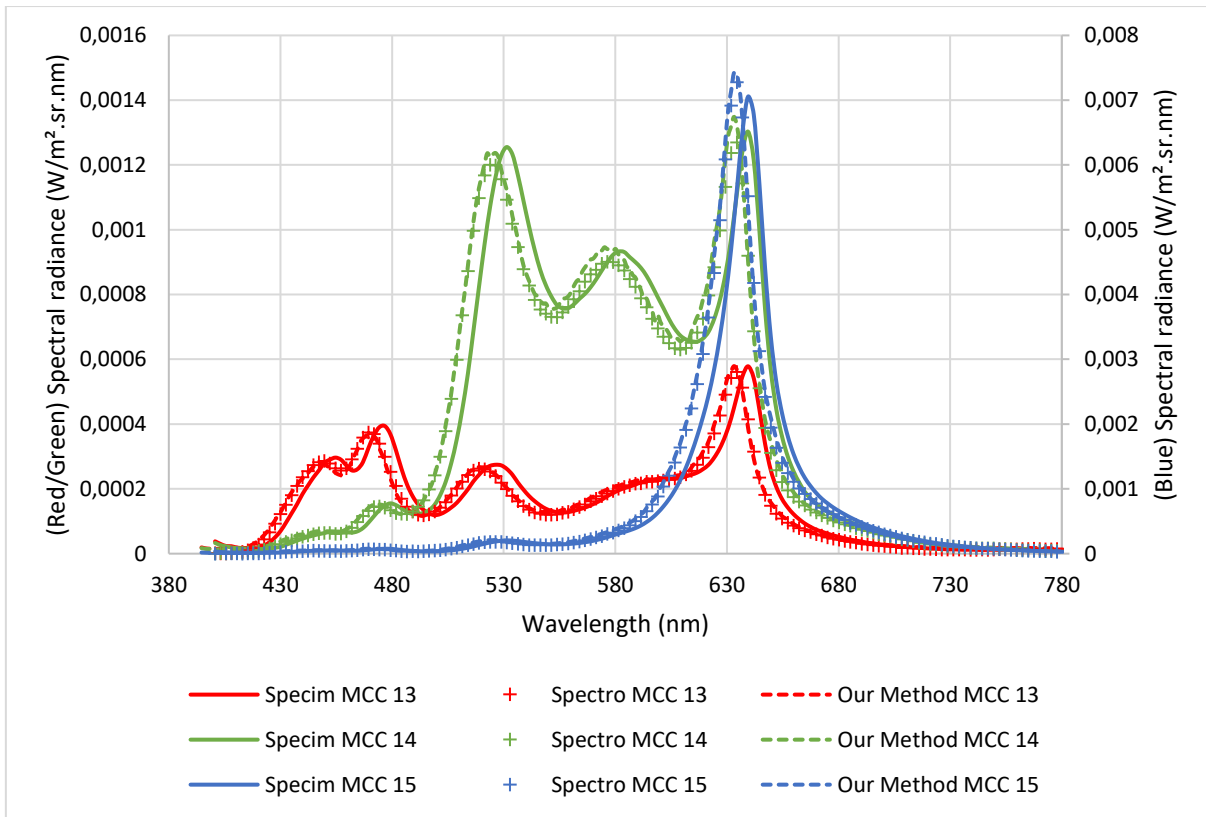 (Red/Green) Spectral radiance (W/m².sr.nm)
0,0016
0,0014
0,0012
0,001
0,0008
0,0006
0,0004
0,0002
0
0,008
0,007
0,006
0,005
0,004
0,003
0,002
0,001
0
(Blue) Spectral radiance (W/m².sr.nm)
380 430 480 530 580 630 680 730 780
Wavelength (nm)
Specim MCC 13 Spectro MCC 13 Our Method MCC 13
Specim MCC 14 Spectro MCC 14 Our Method MCC 14
Specim MCC 15 Spectro MCC 15 Our Method MCC 15